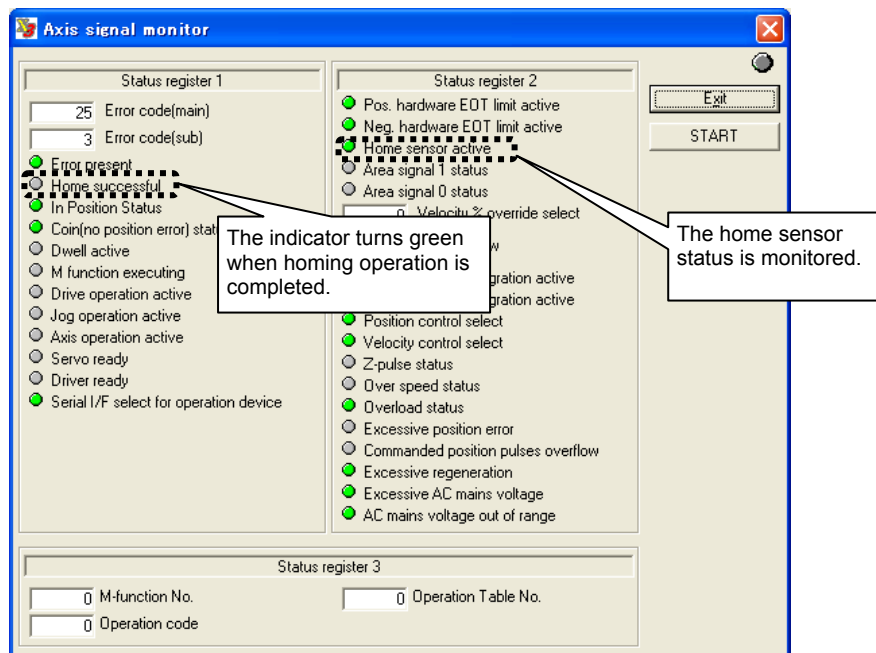 Axis signal monitor
Status register 1
25 Error code(main)
3 Error code(sub)
Error present
Home successful
In Position Status
Coin(no position error)
Dwell active
M function executing
Drive operation active
Jog operation active
Axis operation active
Servo ready
Driver ready
Serial I/F select for operation device
The indicator turns green
when homing operation is
completed.
Status register 2
Pos. hardware EOT limit active
Neg. hardware EOT limit active
Home sensor active
Area signal 1 status
Area signal 0 status
0 Velocity % override select
active
active
Position control select
Velocity control select
Z-pulse status
Over speed status
Overload status
Excessive position error
Commanded position pulses overflow
Excessive regeneration
Excessive AC mains voltage
AC mains voltage out of range
Exit
START
The home sensor
status is monitored.
Status register 3
0 M-function No.
0 Operation Table No.
0 Operation code